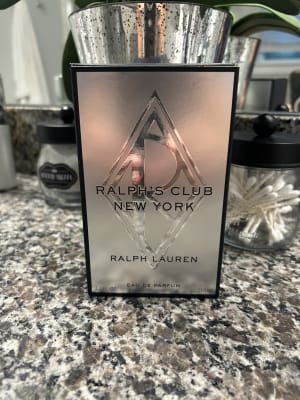 RALPH'S CLUB
NEW YORK
RALPH LAUREN
EAU DE PARFUM